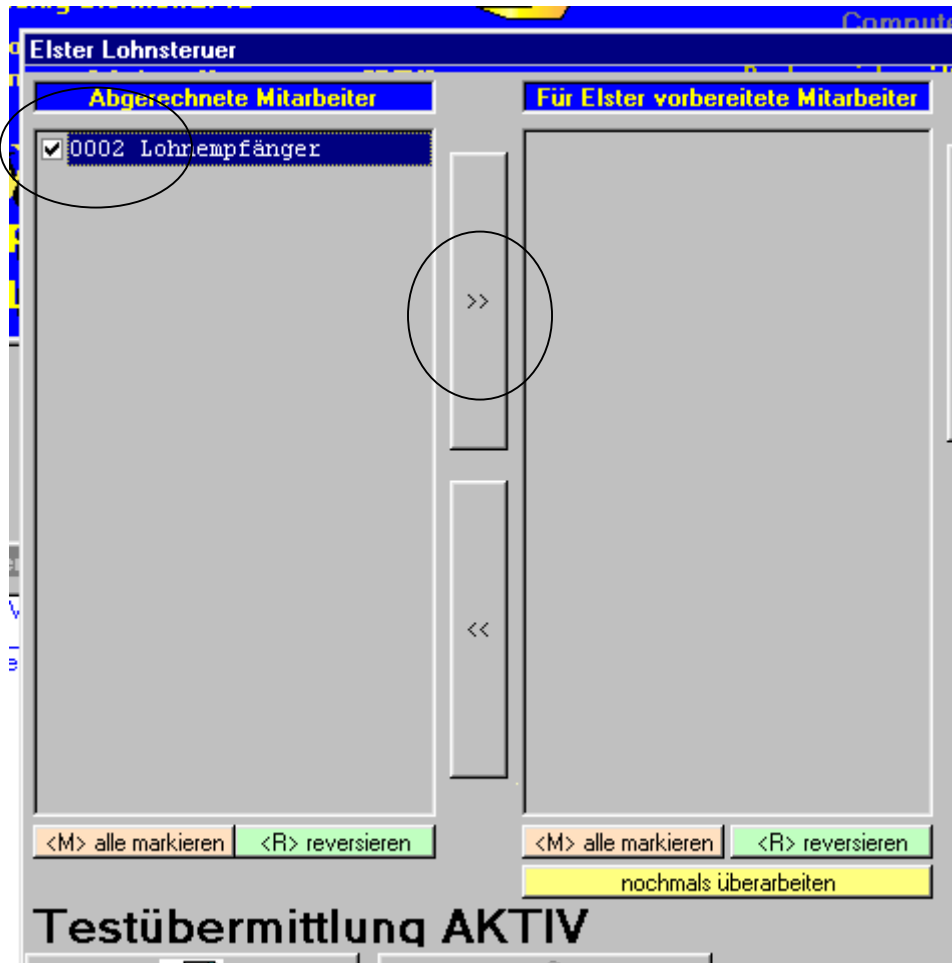 Compute
Elster Lohnsteruer
Abgerechnete Mitarbeiter
Für Elster vorbereitete Mitarbeiter
0002 Lohnempfänger
>>
<<
<M> alle markieren
<R> reversieren
<M> alle markieren
<R> reversieren
nochmals überarbeiten
Testübermittlung AKTIV